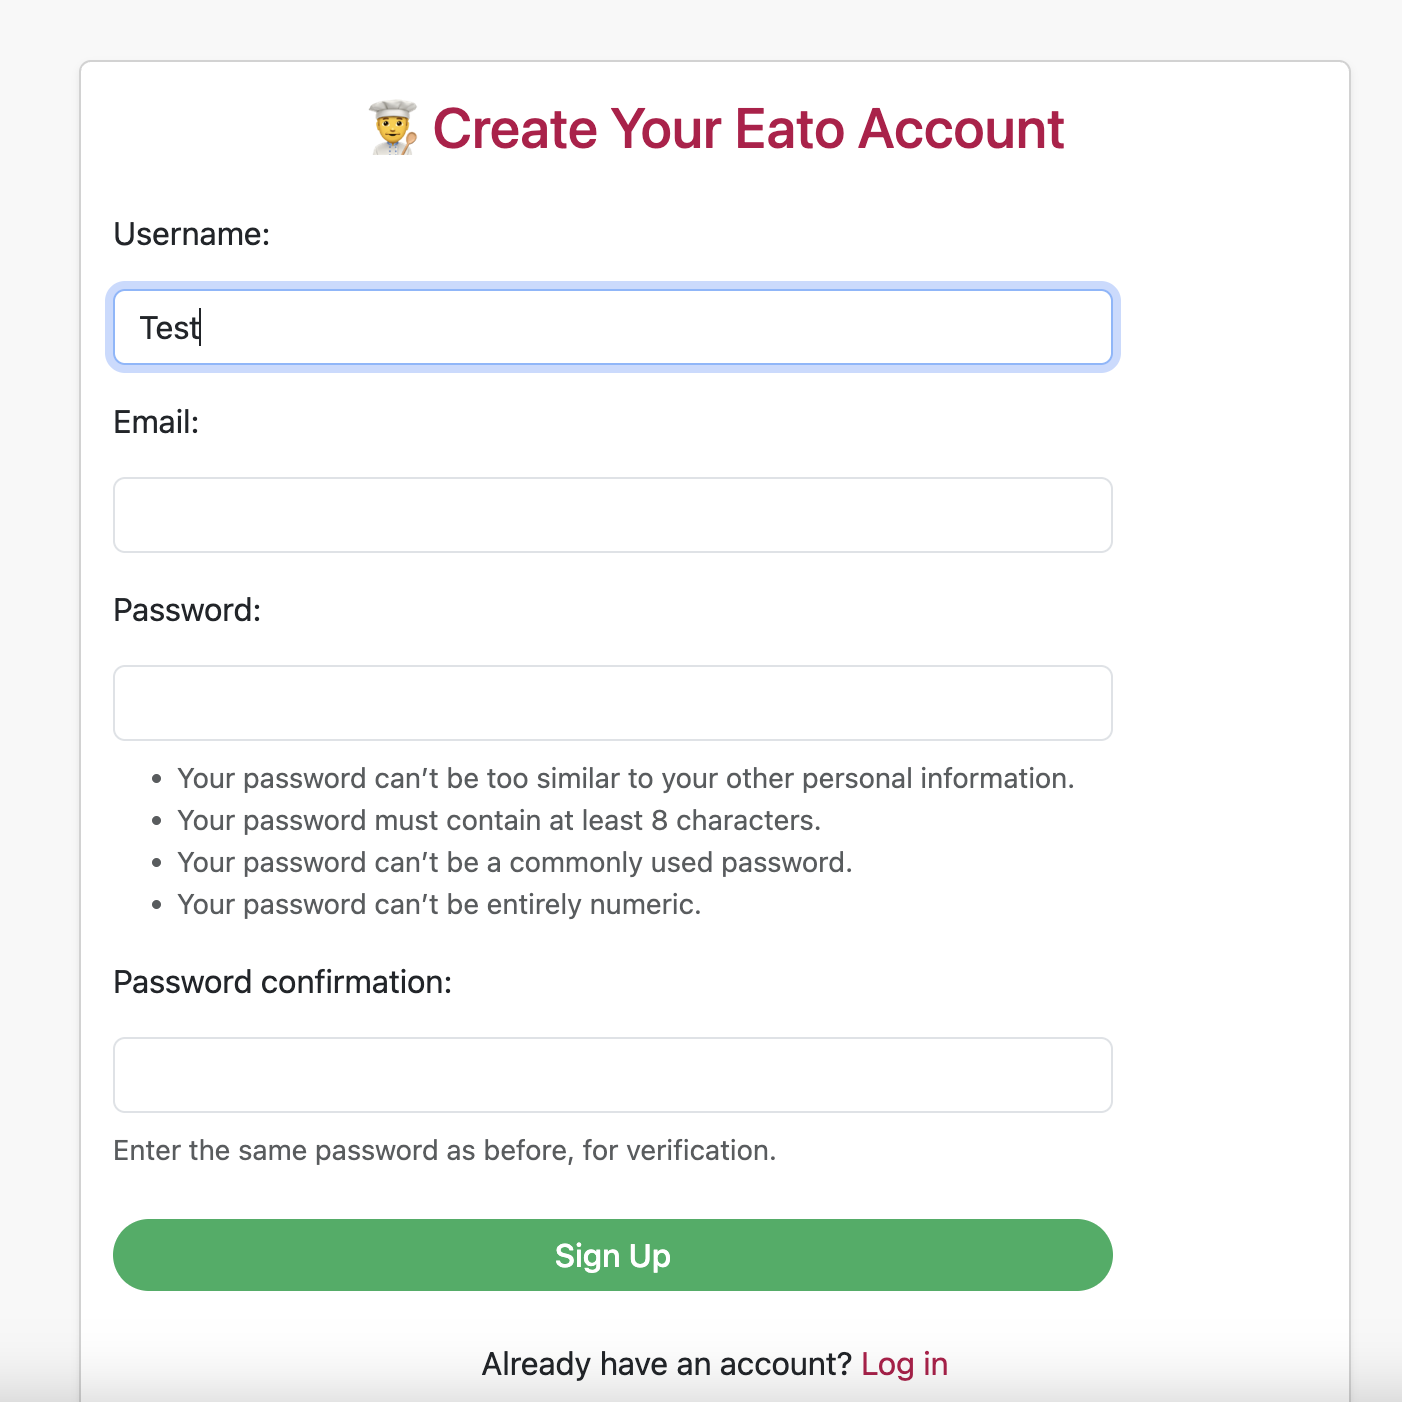 Create Your Eato Account
Username:
Test
Email:
Password:
Your password can’t be too similar to your other personal information.
Your password must contain at least 8 characters.
Your password can’t be a commonly used password.
Your password can’t be entirely numeric.
Password confirmation:
Enter the same password as before, for verification.
Sign Up
Already have an account? Log in